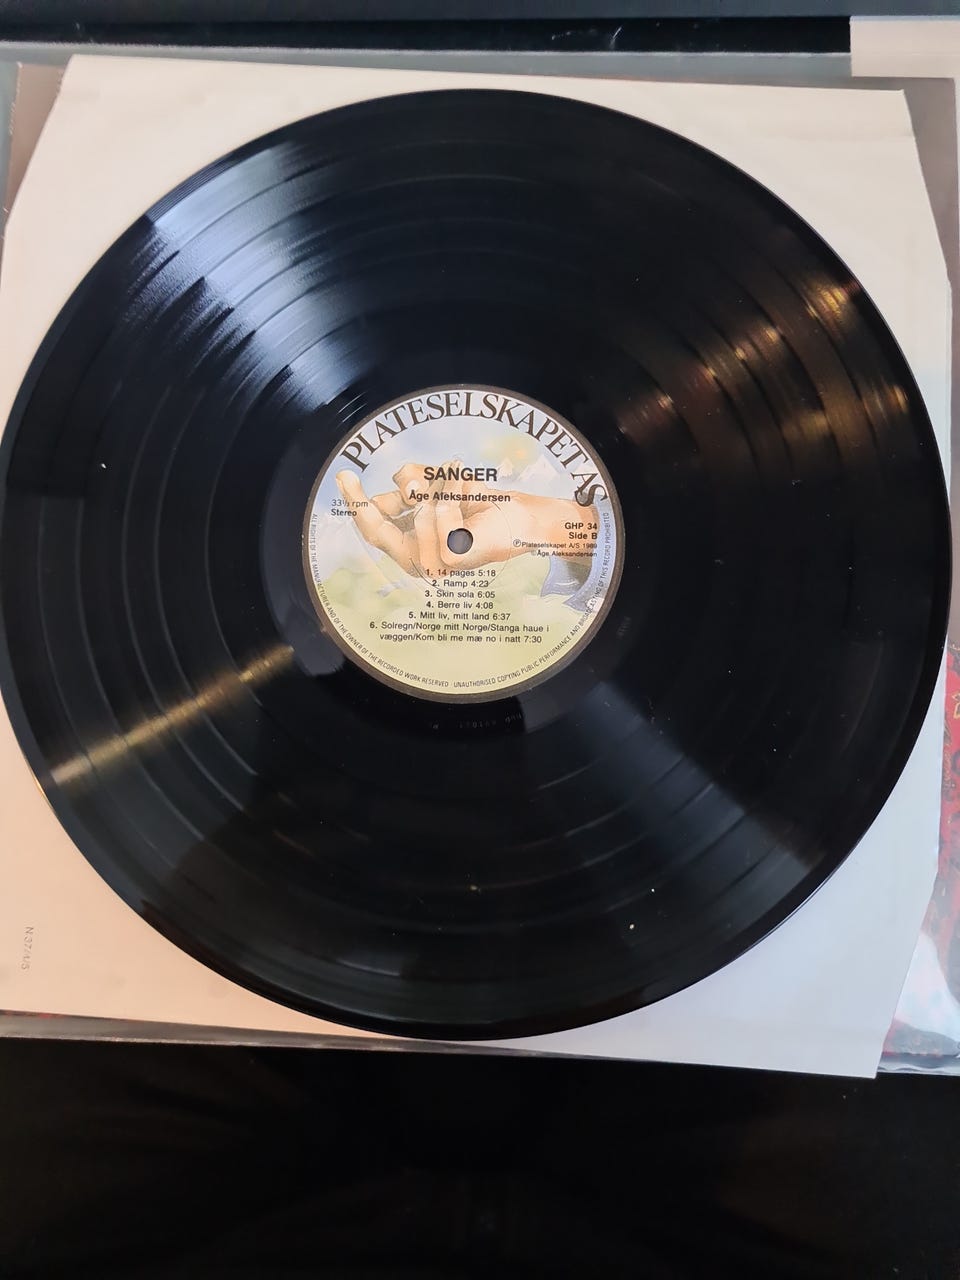 PLATESELSKAPET AS
SANGER
Åge Aleksandersen
33⅓ rpm
Stereo
GHP 34
Side B
Ⓟ Plateselskapet A/S 1989
© Åge Aleksandersen
1. 14 pages 5:18
2. Ramp 4:23
3. Skin sola 6:05
4. Berre liv 4:08
5. Mitt liv, mitt land 6:37
6. Solregn/Norge mitt Norge/Stanga haue i
væggen/Kom bli me mæ no i natt 7:30
ALL RIGHTS OF THE MANUFACTURER AND OF THE OWNER OF THE RECORDED WORK RESERVED · UNAUTHORISED COPYING PUBLIC PERFORMANCE AND BROADCASTING OF THIS RECORD PROHIBITED